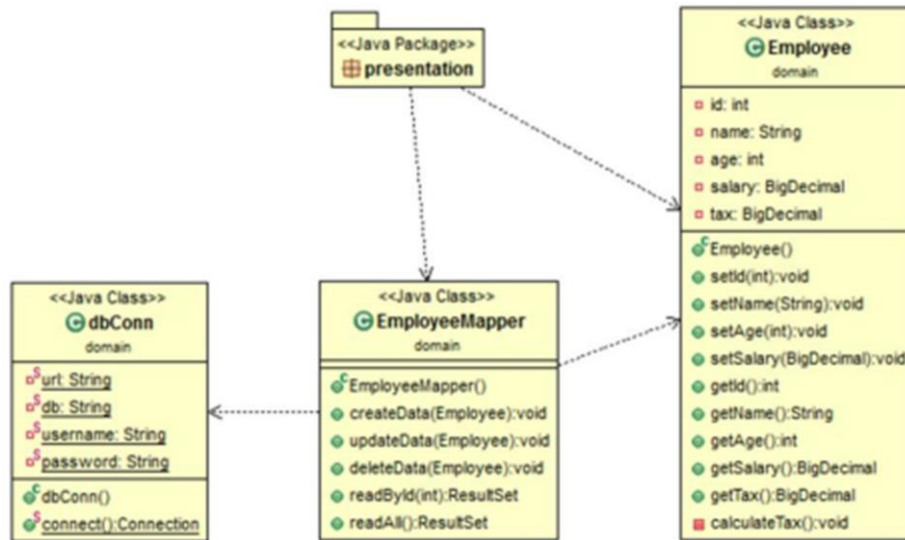 <<Java Package>>
presentation
<<Java Class>>
Employee
domain
id: int
name: String
age: int
salary: BigDecimal
tax: BigDecimal
Employee()
setId(int):void
setName(String):void
setAge(int):void
setSalary(BigDecimal):void
getId():int
getName():String
getAge():int
getSalary():BigDecimal
getTax():BigDecimal
calculateTax():void
<<Java Class>>
dbConn
domain
url: String
db: String
username: String
password: String
dbConn()
connect():Connection
<<Java Class>>
EmployeeMapper
domain
EmployeeMapper()
createData(Employee):void
updateData(Employee):void
deleteData(Employee):void
readById(int):ResultSet
readAll():ResultSet